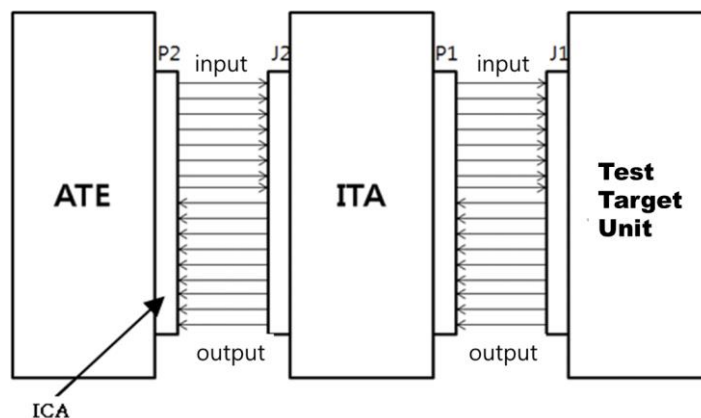 P2
J2
P1
J1
input
input
ATE
ITA
Test
Target
Unit
output
output
ICA